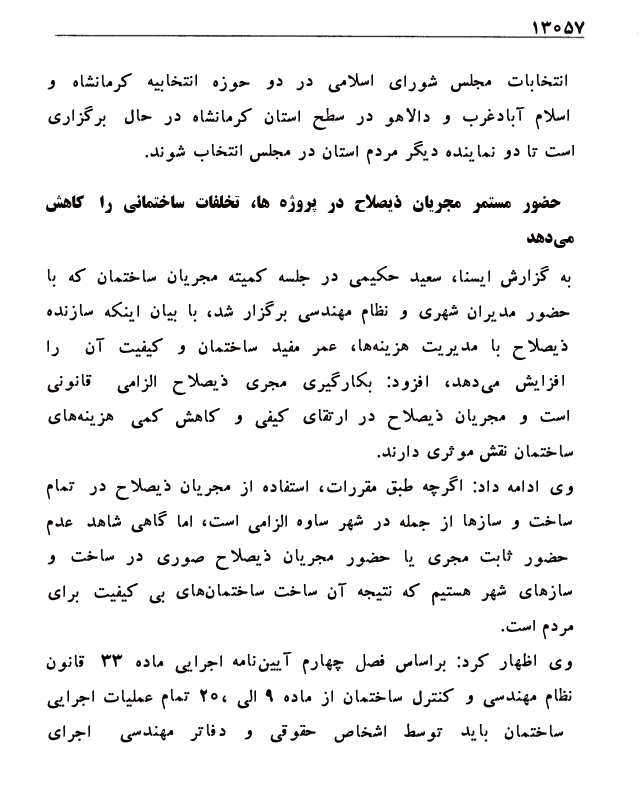 ۱۳۰۵۷
انتخابات مجلس شورای اسلامی در دو حوزه انتخابیه کرمانشاه و
اسلام آبادغرب و دالاهو در سطح استان کرمانشاه در حال برگزاری
است تا دو نماینده دیگر مردم استان در مجلس انتخاب شوند.
حضور مستمر مجریان ذیصلاح در پروژه ها، تخلفات ساختمانی را کاهش
می‌دهد
به گزارش ایسنا، سعید حکیمی در جلسه کمیته مجریان ساختمان که با
حضور مدیران شهری و نظام مهندسی برگزار شد، با بیان اینکه سازنده
ذیصلاح با مدیریت هزینه‌ها، عمر مفید ساختمان و کیفیت آن را
افزایش می‌دهد، افزود: بکارگیری مجری ذیصلاح الزامی قانونی
است و مجریان ذیصلاح در ارتقای کیفی و کاهش کمی هزینه‌های
ساختمان نقش موثری دارند.
وی ادامه داد: اگرچه طبق مقررات، استفاده از مجریان ذیصلاح در تمام
ساخت و سازها از جمله در شهر ساوه الزامی است، اما گاهی شاهد عدم
حضور ثابت مجری یا حضور مجریان ذیصلاح صوری در ساخت و
سازهای شهر هستیم که نتیجه آن ساخت ساختمان‌های بی کیفیت برای
مردم است.
وی اظهار کرد: براساس فصل چهارم آیین‌نامه اجرایی ماده ۳۳ قانون
نظام مهندسی و کنترل ساختمان از ماده ۹ الی ۲۰، تمام عملیات اجرایی
ساختمان باید توسط اشخاص حقوقی و دفاتر مهندسی اجرای